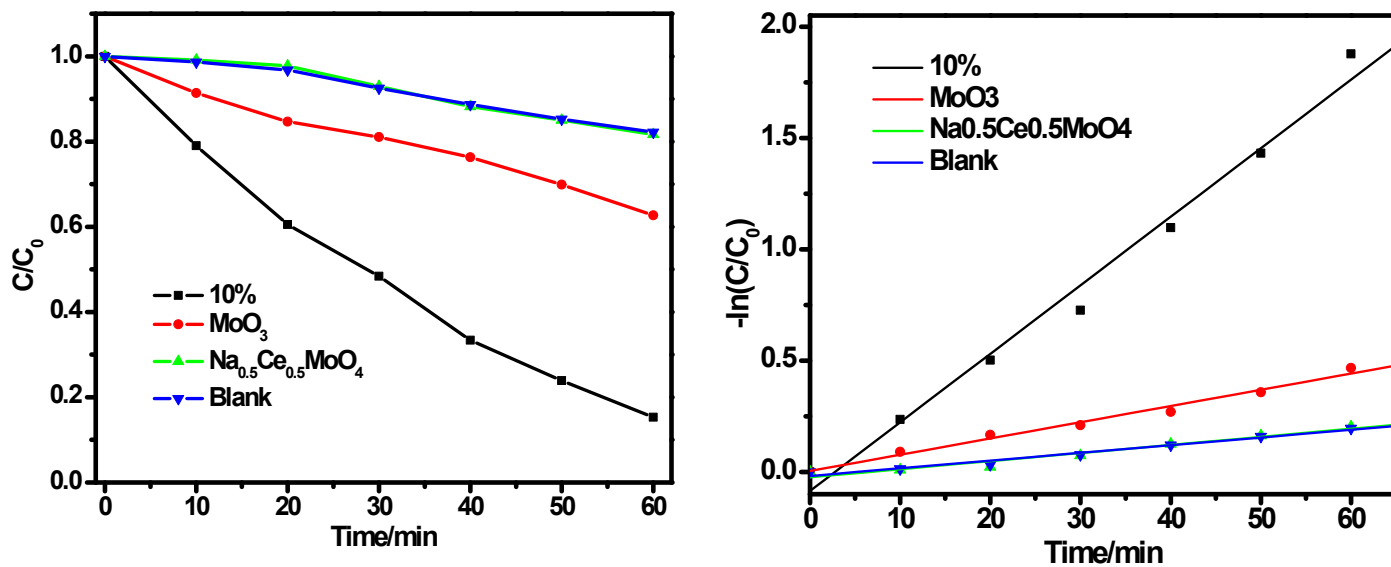 1.0
0.8
0.6
0.4
0.2
0.0
C/C₀
10%
MoO₃
Na₀.₅Ce₀.₅MoO₄
Blank
0 10 20 30 40 50 60
Time/min
2.0
1.5
1.0
0.5
0.0
-ln(C/C₀)
10%
MoO3
Na0.5Ce0.5MoO4
Blank
0 10 20 30 40 50 60
Time/min